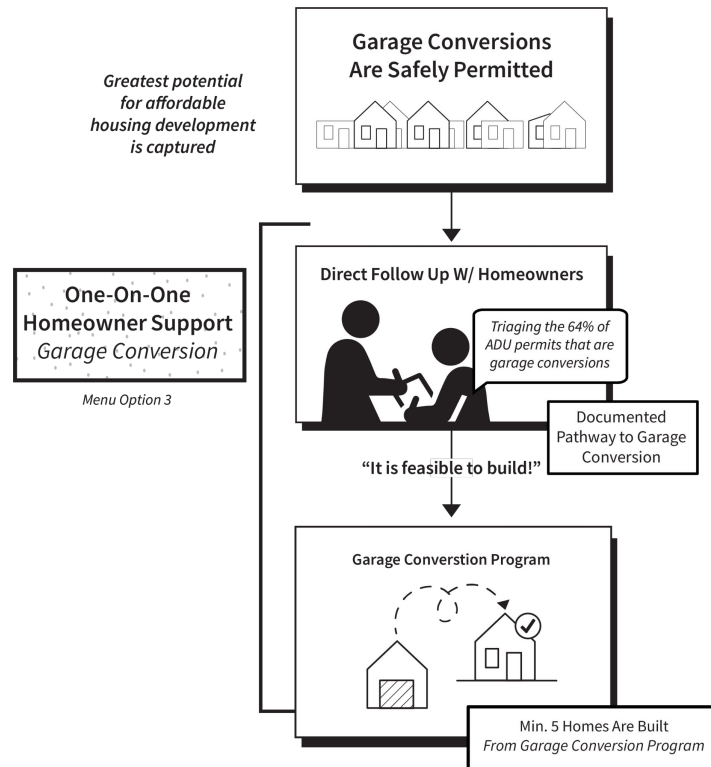 Garage Conversions
Are Safely Permitted
Greatest potential
for affordable
housing development
is captured
Direct Follow Up W/ Homeowners
One-On-One
Homeowner Support
Garage Conversion
Menu Option 3
Triaging the 64% of
ADU permits that are
garage conversions
Documented
Pathway to Garage
Conversion
“It is feasible to build!”
Garage Converstion Program
Min. 5 Homes Are Built
From Garage Conversion Program